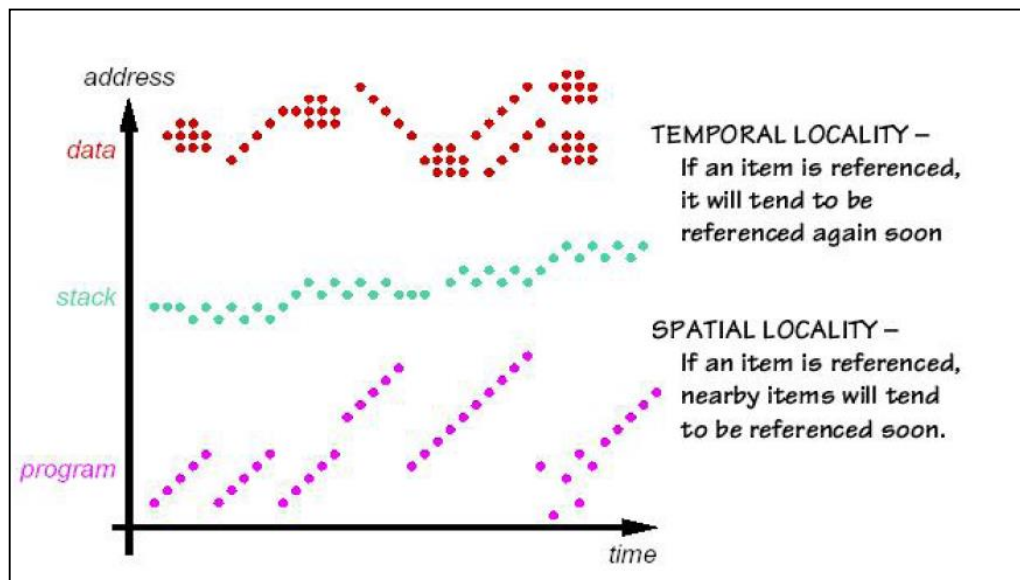 address
data
stack
program
time
TEMPORAL LOCALITY –
If an item is referenced,
it will tend to be
referenced again soon
SPATIAL LOCALITY –
If an item is referenced,
nearby items will tend
to be referenced soon.